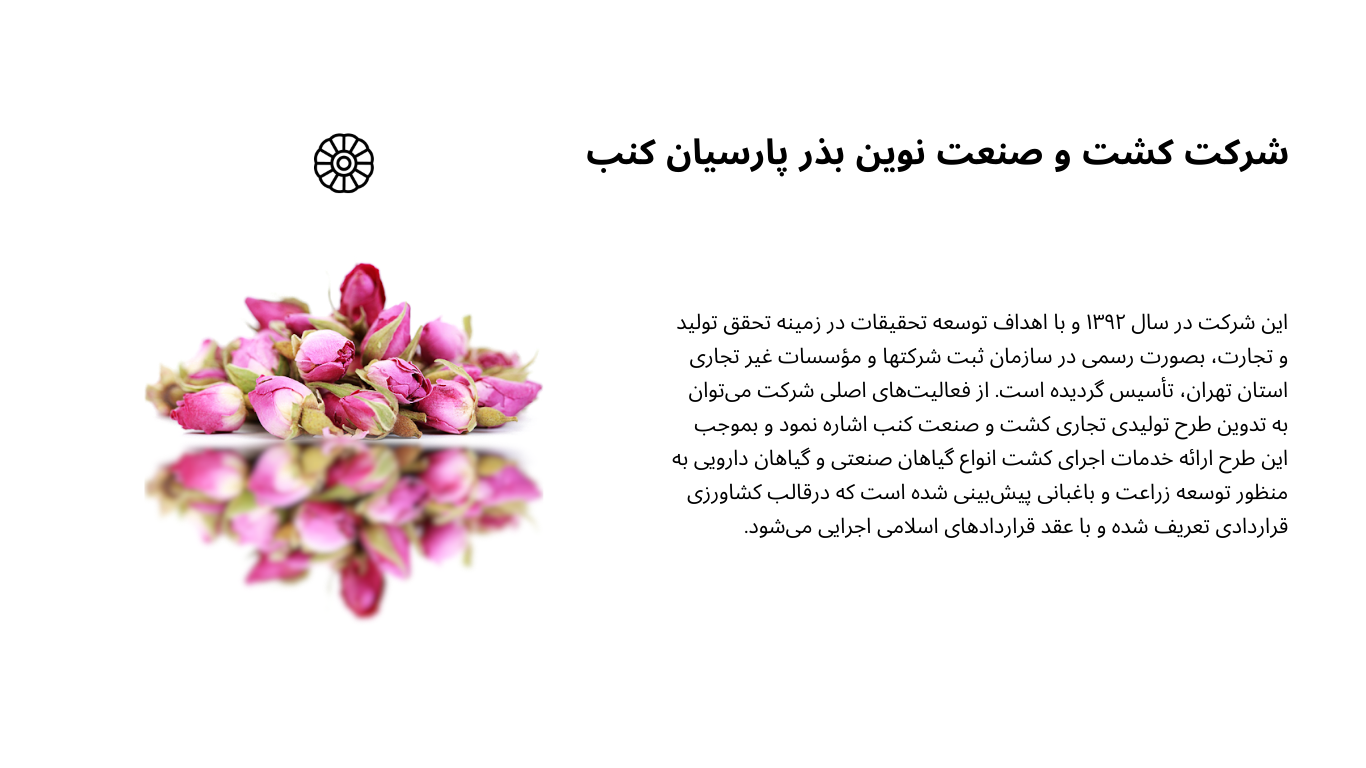 شرکت کشت و صنعت نوین بذر پارسیان کنب
این شرکت در سال ۱۳۹۲ و با اهداف توسعه تحقیقات در زمینه تحقق تولید
و تجارت، بصورت رسمی در سازمان ثبت شرکتها و مؤسسات غیر تجاری
استان تهران، تأسیس گردیده است. از فعالیت‌های اصلی شرکت می‌توان
به تدوین طرح تولیدی تجاری کشت و صنعت کنب اشاره نمود و بموجب
این طرح ارائه خدمات اجرای کشت انواع گیاهان صنعتی و گیاهان دارویی به
منظور توسعه زراعت و باغبانی پیش‌بینی شده است که درقالب کشاورزی
قراردادی تعریف شده و با عقد قراردادهای اسلامی اجرایی می‌شود.